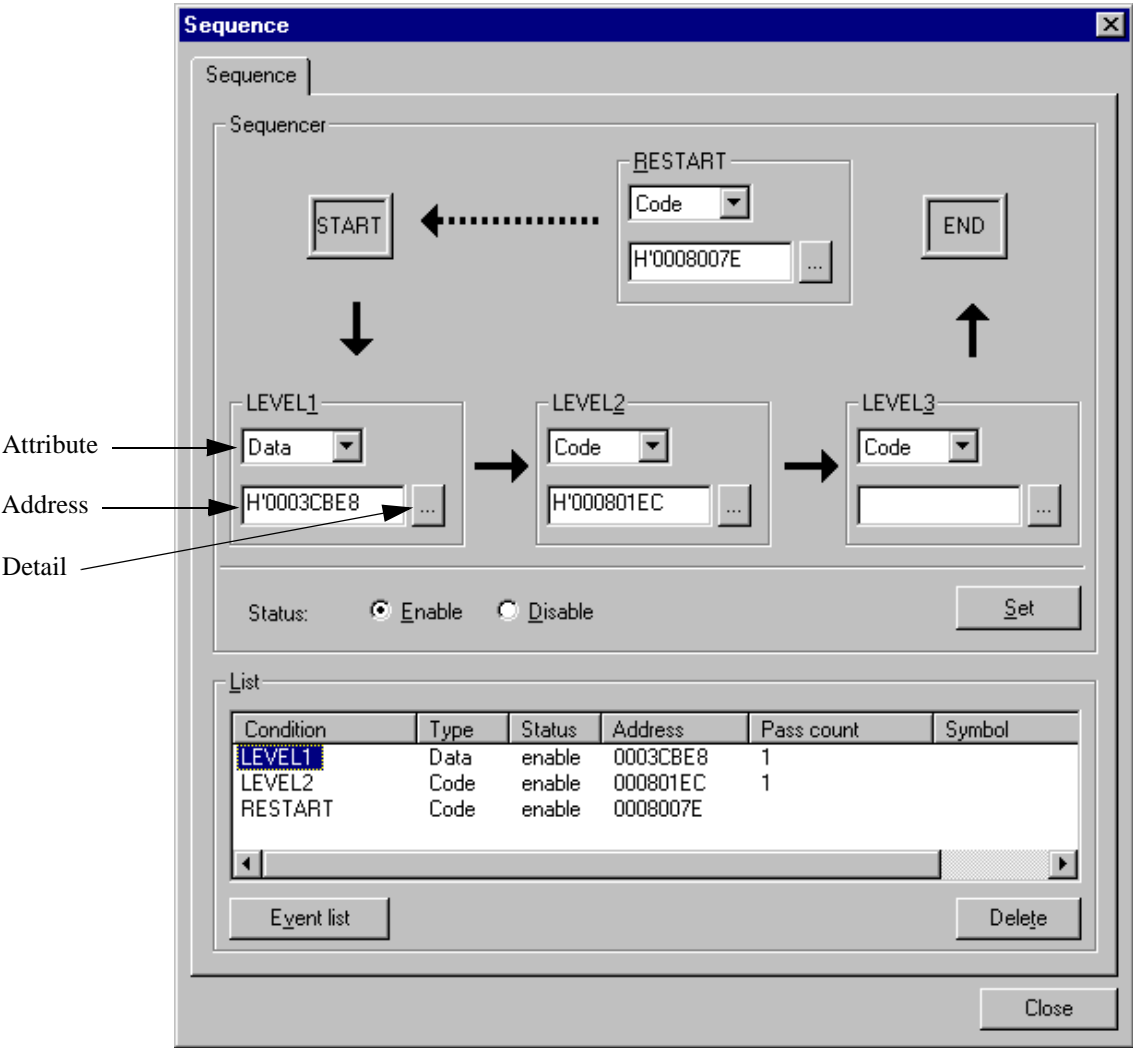 Sequence
Sequence
Sequencer
RESTART
Code
H'0008007E
...
START
END
LEVEL1
Data
H'0003CBE8
...
LEVEL2
Code
H'000801EC
...
LEVEL3
Code
...
Attribute
Address
Detail
Status: Enable Disable
Set
List
Condition Type Status Address Pass count Symbol
LEVEL1 Data enable 0003CBE8 1
LEVEL2 Code enable 000801EC 1
RESTART Code enable 0008007E
Event list
Delete
Close